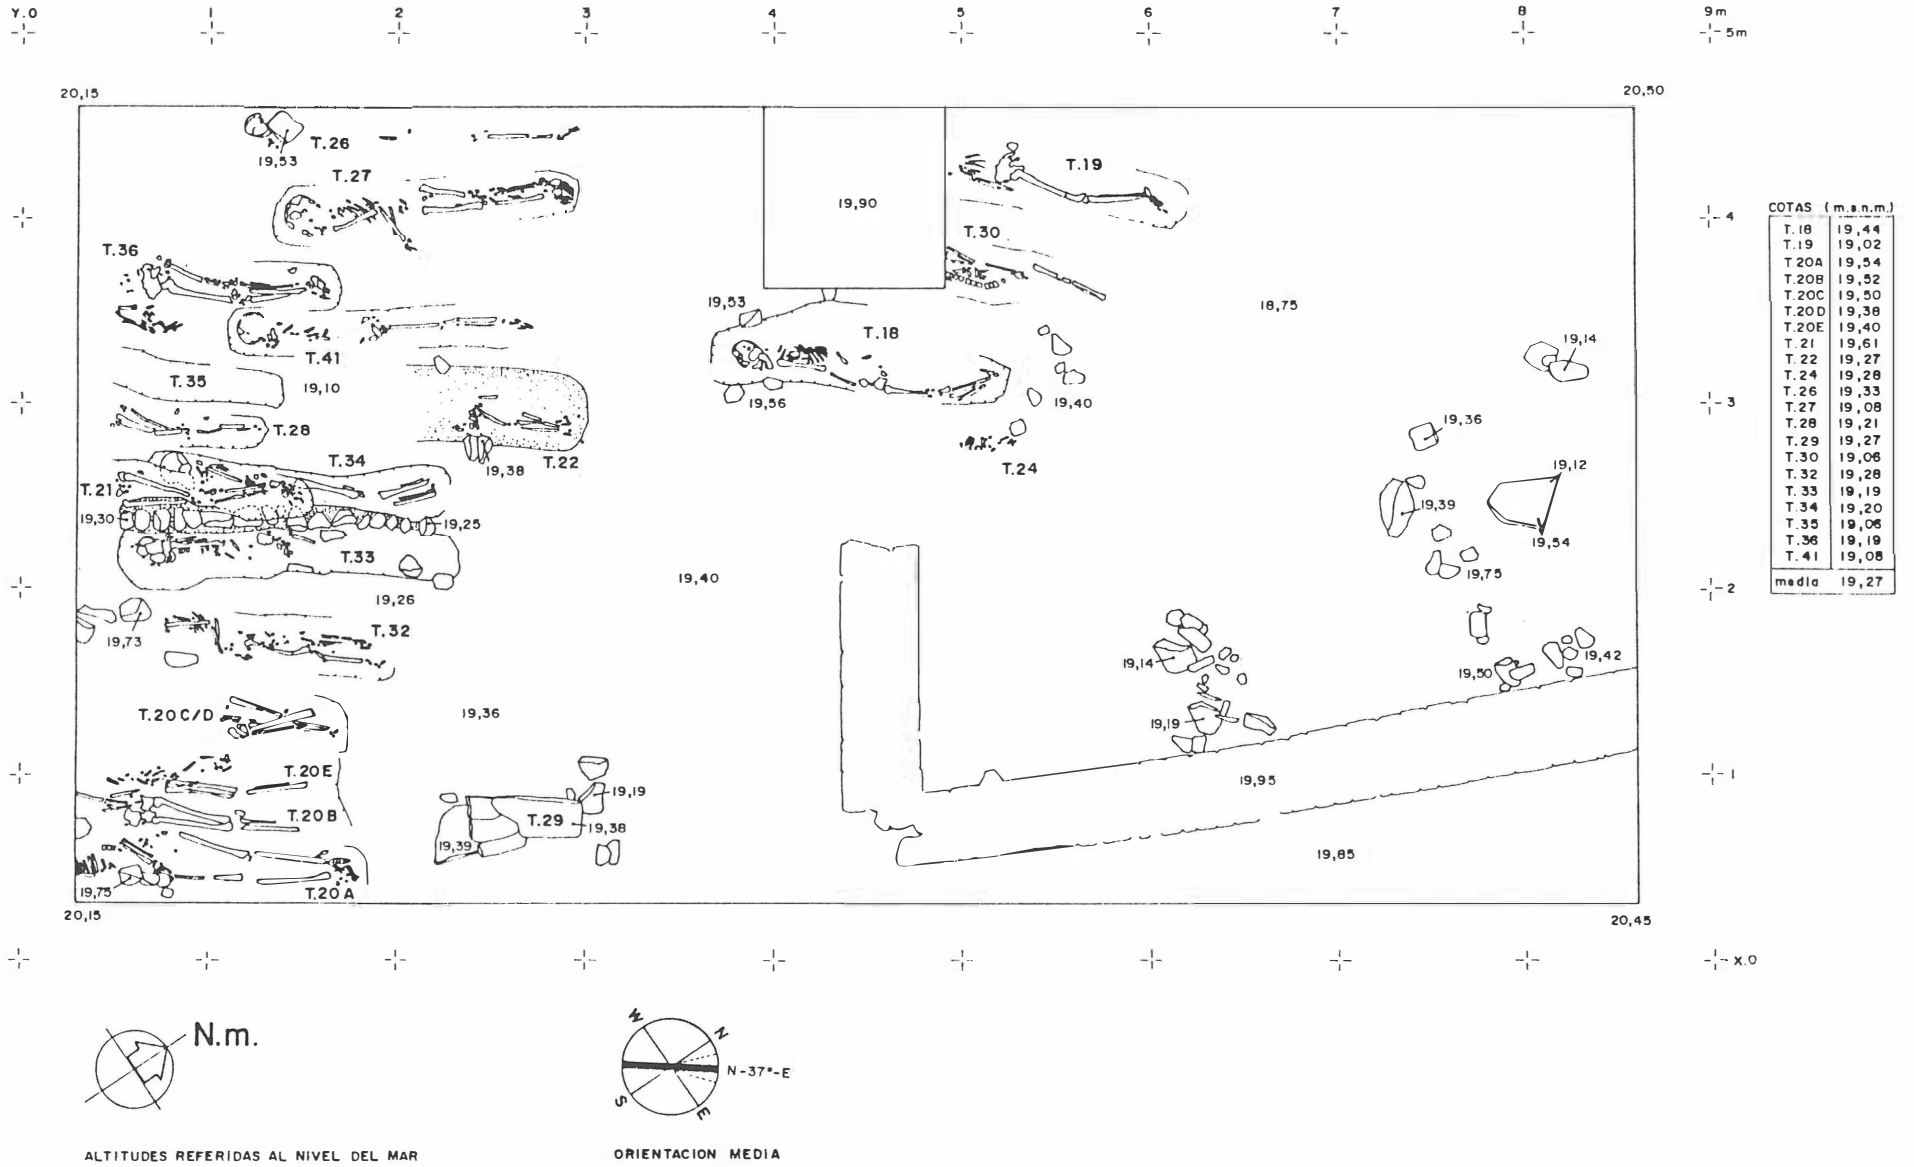 Y.0 1 2 3 4 5 6 7 8 9m
5m
20,15 20,50
T.26
19,53
T.27
T.19
19,90
4
T.36
T.30
19,53
18,75
T.18
T.41
19,14
T.35
19,10
19,56
19,40
3
T.28
19,36
T.34
T.22
19,38
T.24
19,12
T.21
19,30
19,25
19,39
19,54
T.33
19,75
19,40
19,26
2
19,73
T.32
19,14
19,50
19,42
T.20C/D
19,36
19,19
T.20E
19,95
1
19,19
T.20B
T.29
19,38
19,39
19,85
19,75
T.20A
20,15 20,45
X.0
COTAS (m.s.n.m.)
T.18 19,44
T.19 19,02
T.20A 19,54
T.20B 19,52
T.20C 19,50
T.20D 19,38
T.20E 19,40
T.21 19,61
T.22 19,27
T.24 19,28
T.26 19,33
T.27 19,08
T.28 19,21
T.29 19,27
T.30 19,06
T.32 19,28
T.33 19,19
T.34 19,20
T.35 19,06
T.36 19,19
T.41 19,08
media 19,27
N.m.
W N
N-37°-E
S E
ALTITUDES REFERIDAS AL NIVEL DEL MAR
ORIENTACION MEDIA